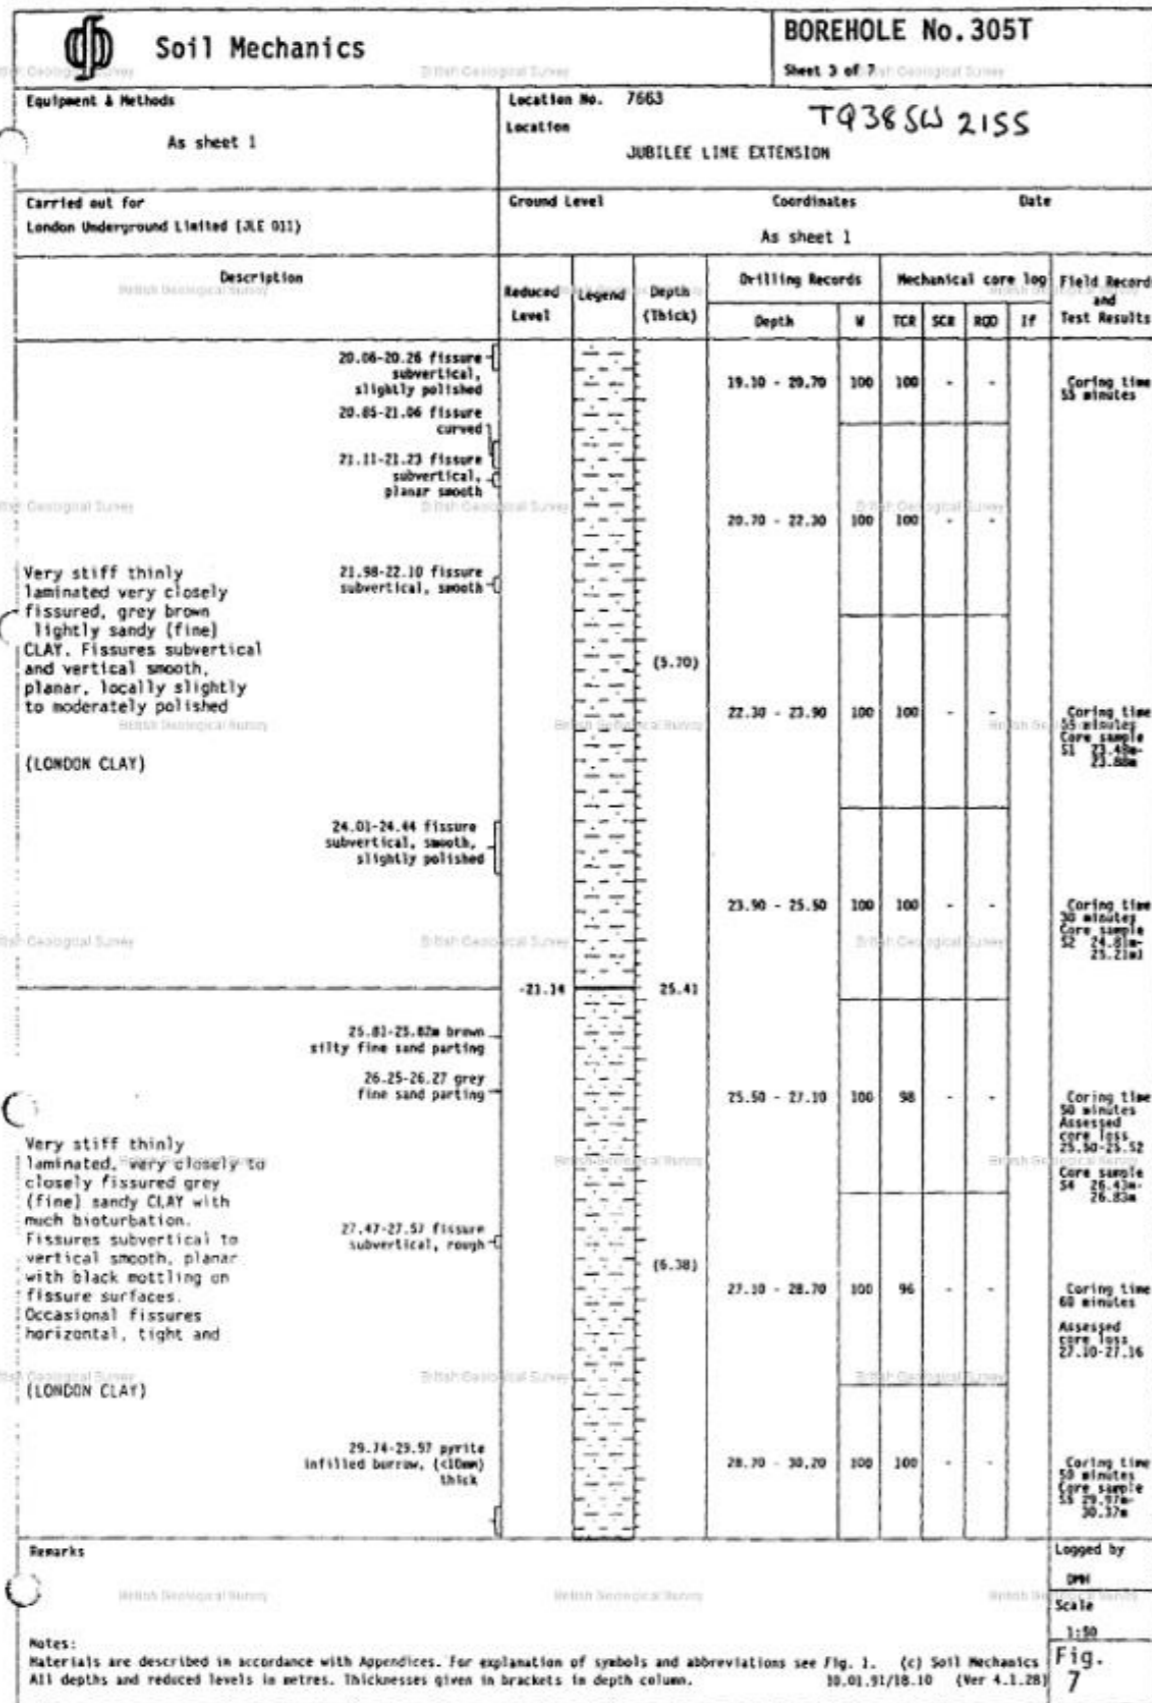 Soil Mechanics
BOREHOLE No.305T
Sheet 3 of 7
Equipment & Methods
As sheet 1
Location No. 7663
Location
TQ38SW 2155
JUBILEE LINE EXTENSION
Carried out for
London Underground Limited (JLE 011)
Ground Level
Coordinates
Date
As sheet 1
Description
Reduced Level
Legend
Depth (Thick)
Drilling Records
Depth
W
Mechanical core log
TCR SCR RQD If
Field Record
and
Test Results
20.06-20.26 fissure
subvertical,
slightly polished
19.10 - 20.70 100 100 - -
Coring time
55 minutes
20.85-21.06 fissure
curved
21.11-21.23 fissure
subvertical,
planar smooth
20.70 - 22.30 100 100 - -
Very stiff thinly
laminated very closely
fissured, grey brown
lightly sandy (fine)
CLAY. Fissures subvertical
and vertical smooth,
planar, locally slightly
to moderately polished
(LONDON CLAY)
21.98-22.10 fissure
subvertical, smooth
(5.70)
22.30 - 23.90 100 100 - -
Coring time
55 minutes
Core sample
S1 23.48m-
23.88m
24.01-24.44 fissure
subvertical, smooth,
slightly polished
23.90 - 25.50 100 100 - -
Coring time
30 minutes
Core sample
S2 24.81m-
25.21m
-21.14 25.41
25.81-25.82m brown
silty fine sand parting
26.25-26.27 grey
fine sand parting
25.50 - 27.10 100 98 - -
Coring time
50 minutes
Assessed
core loss
25.50-25.52
Core sample
S4 26.43m-
26.83m
Very stiff thinly
laminated, very closely to
closely fissured grey
(fine) sandy CLAY with
much bioturbation.
Fissures subvertical to
vertical smooth, planar
with black mottling on
fissure surfaces.
Occasional fissures
horizontal, tight and
(LONDON CLAY)
27.47-27.57 fissure
subvertical, rough
(6.38)
27.10 - 28.70 100 96 - -
Coring time
60 minutes
Assessed
core loss
27.10-27.16
29.74-29.97 pyrite
infilled burrow, (<10mm)
thick
28.70 - 30.20 100 100 - -
Coring time
50 minutes
Core sample
S5 29.97m-
30.37m
Remarks
Logged by
DMH
Scale
1:50
Notes:
Materials are described in accordance with Appendices. For explanation of symbols and abbreviations see Fig. 1. (c) Soil Mechanics
All depths and reduced levels in metres. Thicknesses given in brackets in depth column. 30.01.91/18.10 (Ver 4.1.28)
Fig.
7
British Geological Survey